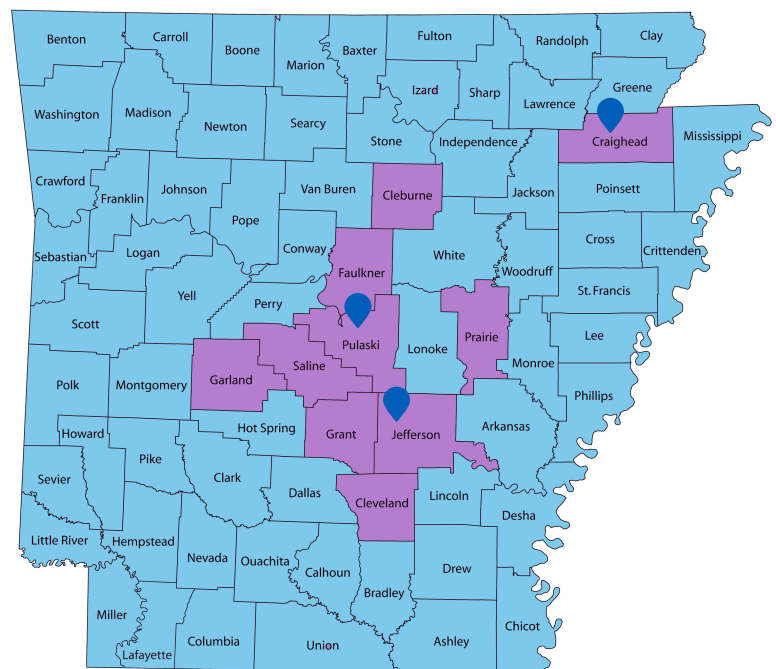 Benton
Carroll
Boone
Marion
Baxter
Fulton
Randolph
Clay
Izard
Sharp
Lawrence
Greene
Washington
Madison
Newton
Searcy
Stone
Independence
Craighead
Mississippi
Crawford
Franklin
Johnson
Pope
Van Buren
Cleburne
Jackson
Poinsett
Sebastian
Logan
Conway
Faulkner
White
Woodruff
Cross
Crittenden
Scott
Yell
Perry
Pulaski
Lonoke
Prairie
Monroe
St. Francis
Lee
Polk
Montgomery
Garland
Saline
Phillips
Howard
Pike
Hot Spring
Grant
Jefferson
Arkansas
Sevier
Clark
Dallas
Cleveland
Lincoln
Desha
Little River
Hempstead
Nevada
Ouachita
Calhoun
Bradley
Drew
Miller
Lafayette
Columbia
Union
Ashley
Chicot